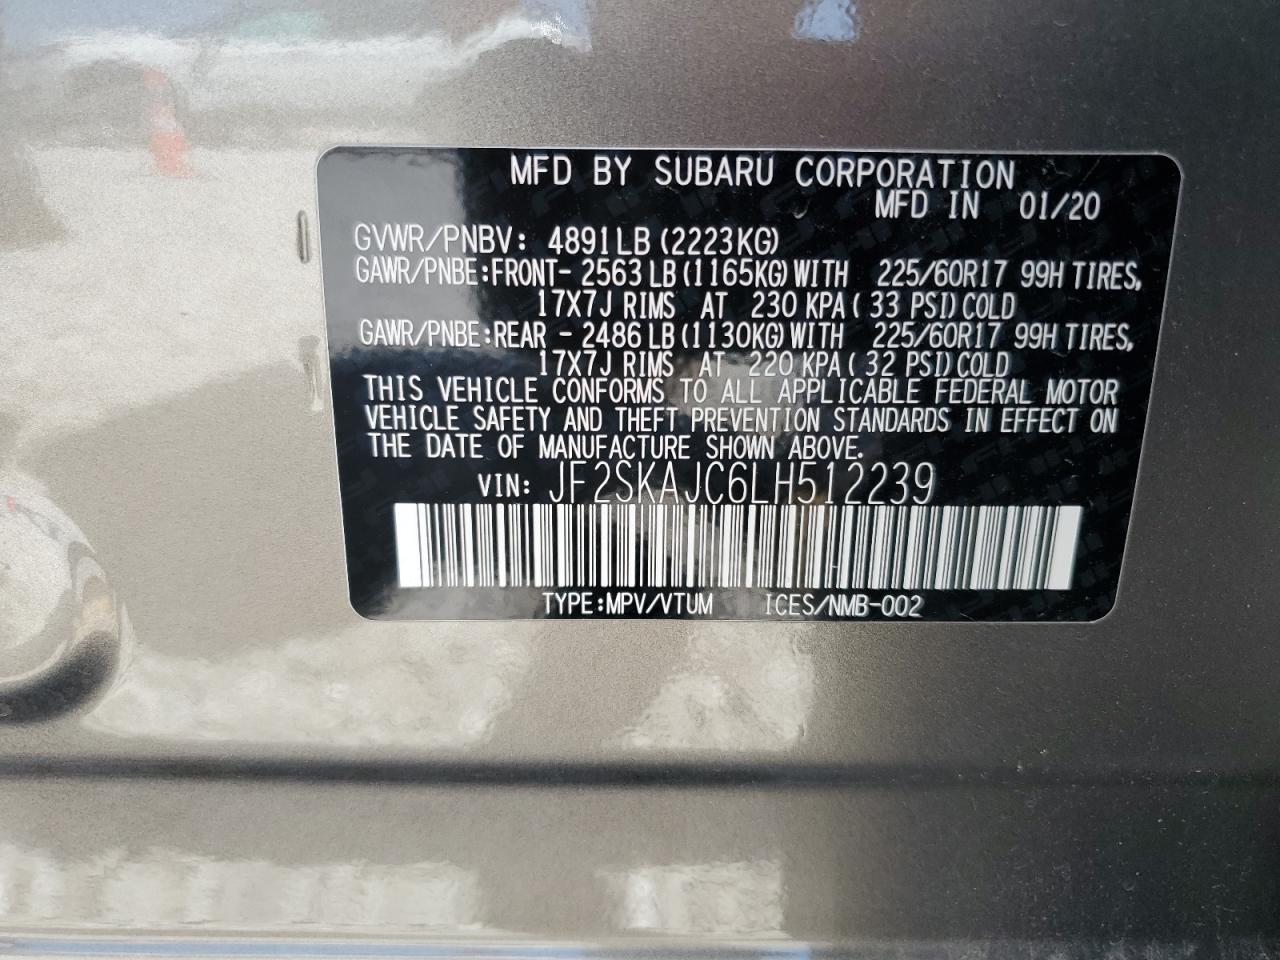 MFD BY SUBARU CORPORATION
MFD IN 01/20
GVWR/PNBV: 4891LB (2223KG)
GAWR/PNBE:FRONT- 2563 LB (1165KG) WITH 225/60R17 99H TIRES,
17X7J RIMS AT 230 KPA ( 33 PSI) COLD
GAWR/PNBE:REAR - 2486 LB (1130KG) WITH 225/60R17 99H TIRES,
17X7J RIMS AT 220 KPA ( 32 PSI) COLD
THIS VEHICLE CONFORMS TO ALL APPLICABLE FEDERAL MOTOR
VEHICLE SAFETY AND THEFT PREVENTION STANDARDS IN EFFECT ON
THE DATE OF MANUFACTURE SHOWN ABOVE.
VIN: JF2SKAJC6LH512239
TYPE:MPV/VTUM ICES/NMB-002